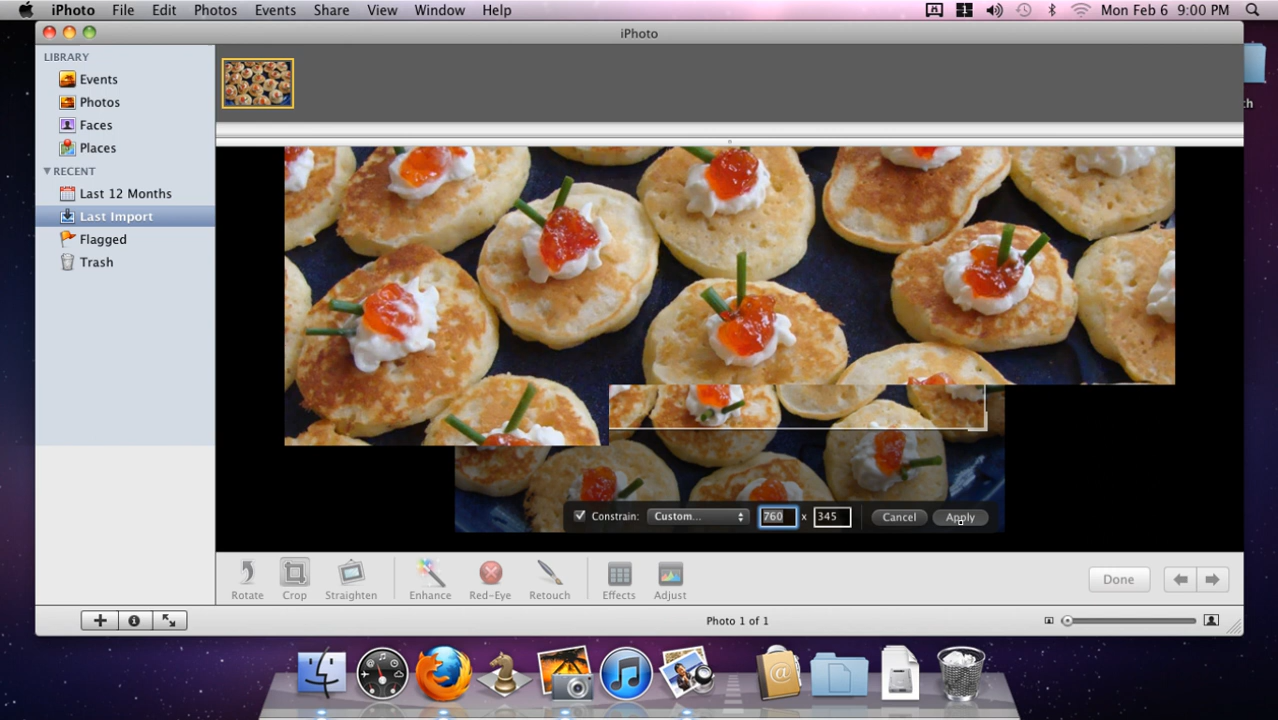 iPhoto File Edit Photos Events Share View Window Help Mon Feb 6 9:00 PM
iPhoto
LIBRARY
Events
Photos
Faces
Places
RECENT
Last 12 Months
Last Import
Flagged
Trash
ch
Constrain: Custom... 760 x 345 Cancel Apply
Rotate Crop Straighten Enhance Red-Eye Retouch Effects Adjust Done
Photo 1 of 1